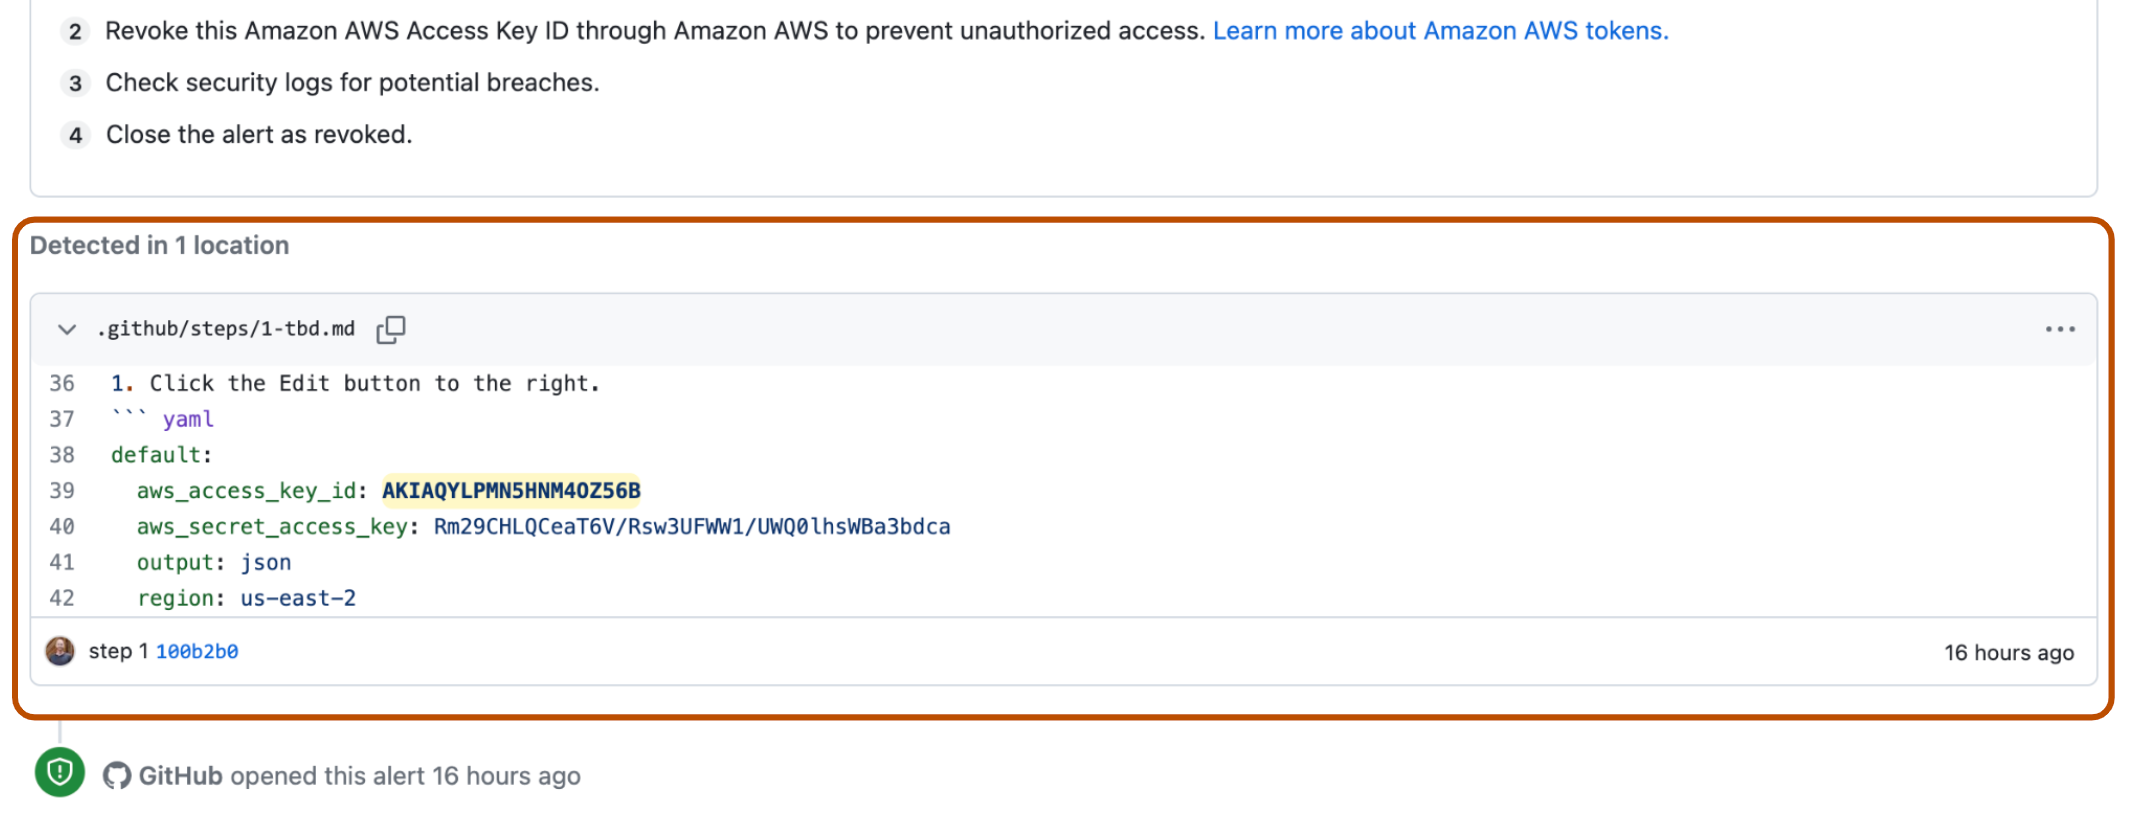 2 Revoke this Amazon AWS Access Key ID through Amazon AWS to prevent unauthorized access. Learn more about Amazon AWS tokens.
3 Check security logs for potential breaches.
4 Close the alert as revoked.
Detected in 1 location
.github/steps/1-tbd.md
36 1. Click the Edit button to the right.
37 ``` yaml
38 default:
39 aws_access_key_id: AKIAQYLPMN5HNM4OZ56B
40 aws_secret_access_key: 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
41 output: json
42 region: us-east-2
step 1 100b2b0 16 hours ago
GitHub opened this alert 16 hours ago